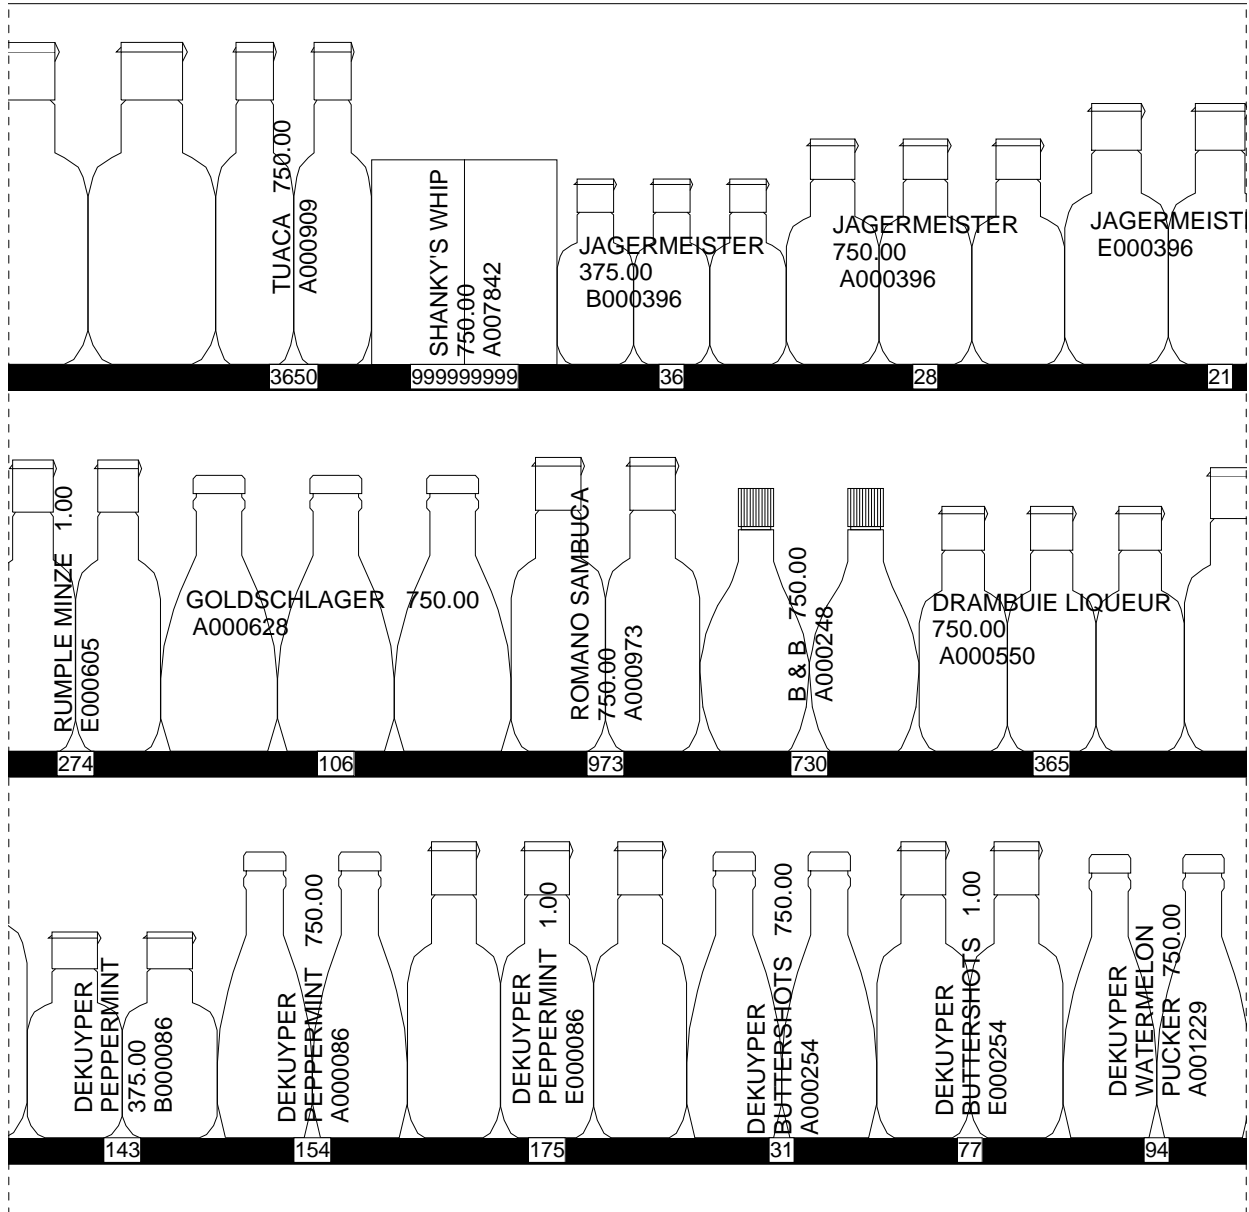 TUACA 750.00
A000909
SHANKY'S WHIP
750.00
A007842
JAGERMEISTER
375.00
B000396
JAGERMEISTER
750.00
A000396
E000396
3650
999999999
36
28
21
RUMPLE MINZE 1.00
E000605
GOLDSCHLAGER 750.00
A000628
ROMANO SAMBUCA
750.00
A000973
B & B 750.00
A000248
DRAMBUIE LIQUEUR
750.00
A000550
274
106
973
730
365
DEKUYPER
PEPPERMINT
375.00
B000086
DEKUYPER
PEPPERMINT 750.00
A000086
DEKUYPER
PEPPERMINT 1.00
E000086
DEKUYPER
BUTTERSHOTS 750.00
A000254
DEKUYPER
BUTTERSHOTS 1.00
E000254
DEKUYPER
WATERMELON
PUCKER 750.00
A001229
143
154
175
31
77
94